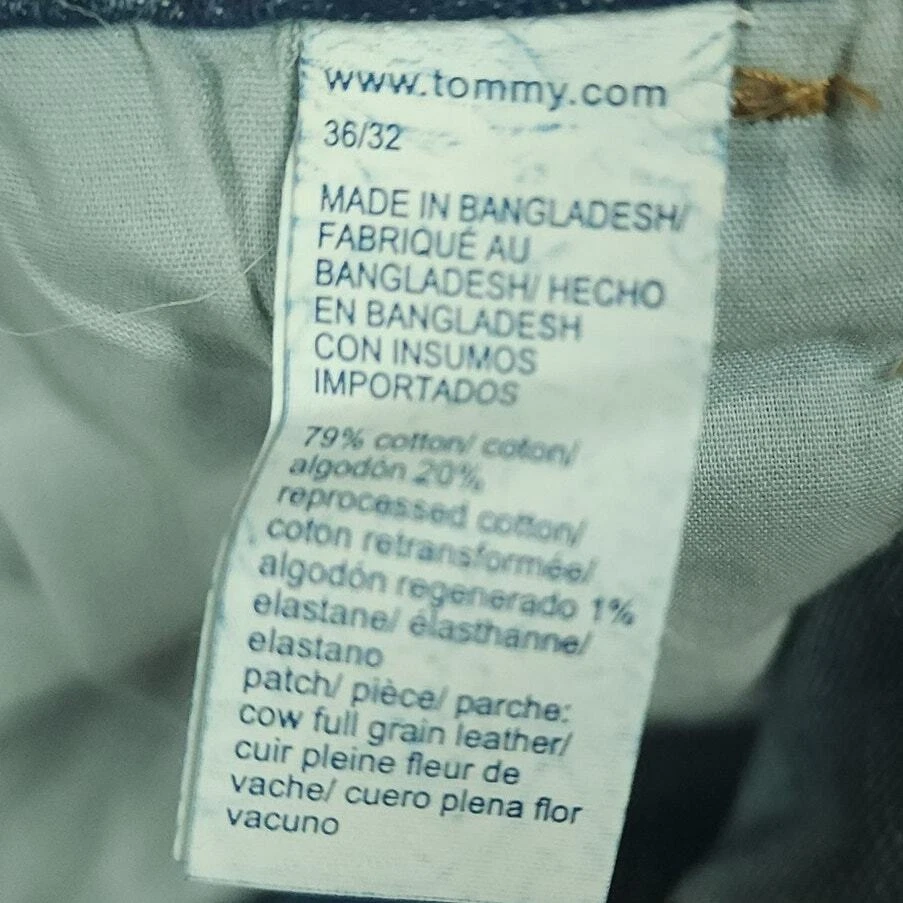 www.tommy.com
36/32
MADE IN BANGLADESH/
FABRIQUÉ AU
BANGLADESH/ HECHO
EN BANGLADESH
CON INSUMOS
IMPORTADOS
79% cotton/ coton/
algodón 20%
reprocessed cotton/
coton retransformée/
algodón regenerado 1%
elastane/ élasthanne/
elastano
patch/ pièce/ parche:
cow full grain leather/
cuir pleine fleur de
vache/ cuero plena flor
vacuno